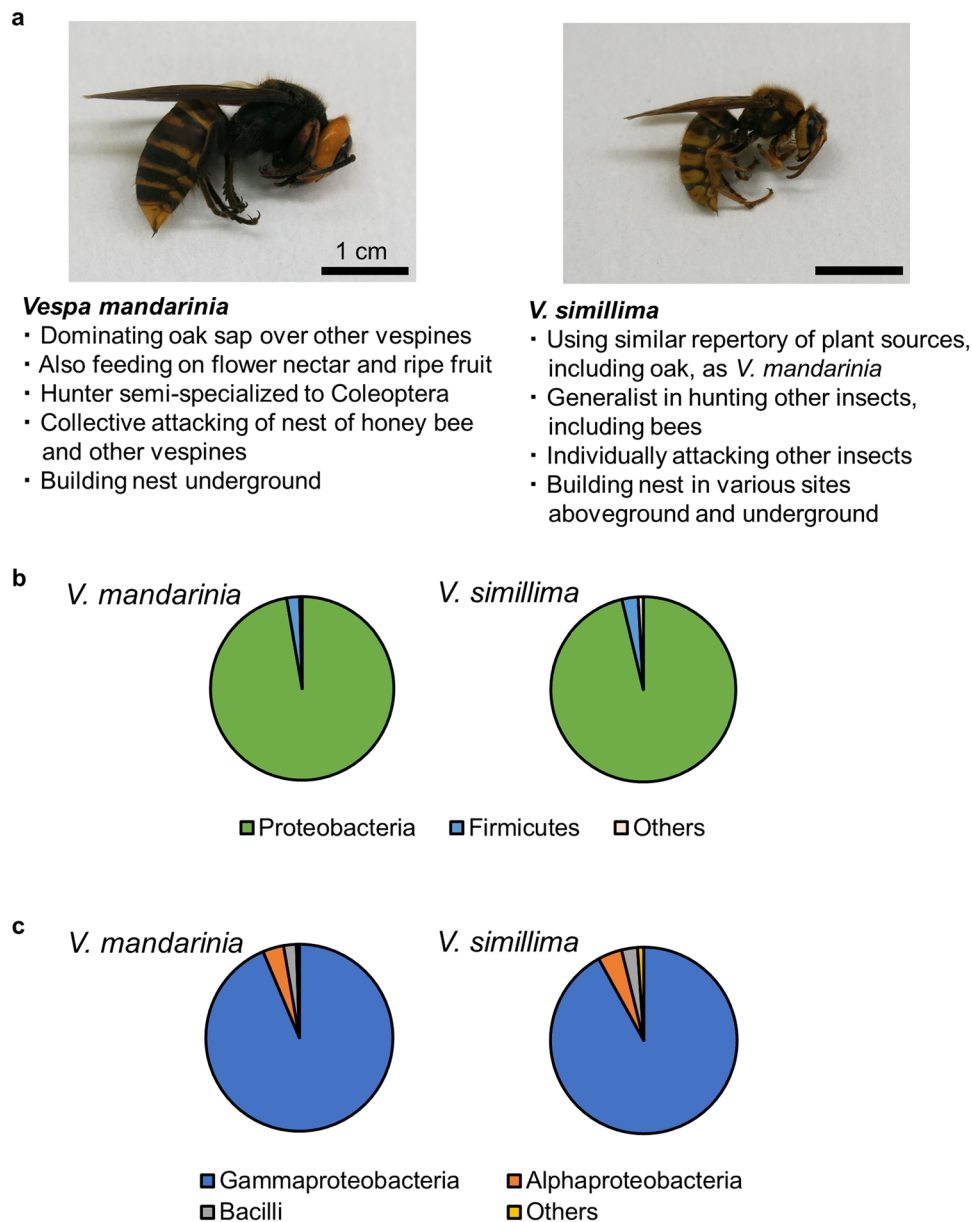 a
1 cm
Vespa mandarinia
・Dominating oak sap over other vespines
・Also feeding on flower nectar and ripe fruit
・Hunter semi-specialized to Coleoptera
・Collective attacking of nest of honey bee
and other vespines
・Building nest underground
V. simillima
・Using similar repertory of plant sources,
including oak, as V. mandarinia
・Generalist in hunting other insects,
including bees
・Individually attacking other insects
・Building nest in various sites
aboveground and underground
b
V. mandarinia
V. simillima
Proteobacteria Firmicutes Others
c
V. mandarinia
V. simillima
Gammaproteobacteria Alphaproteobacteria
Bacilli Others